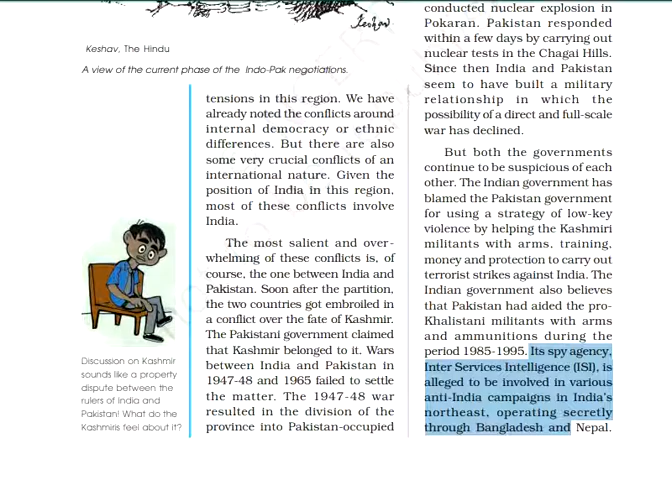 Keshav
Keshav, The Hindu
A view of the current phase of the Indo-Pak negotiations.
tensions in this region. We have
already noted the conflicts around
internal democracy or ethnic
differences. But there are also
some very crucial conflicts of an
international nature. Given the
position of India in this region,
most of these conflicts involve
India.
The most salient and over-
whelming of these conflicts is, of
course, the one between India and
Pakistan. Soon after the partition,
the two countries got embroiled in
a conflict over the fate of Kashmir.
The Pakistani government claimed
that Kashmir belonged to it. Wars
between India and Pakistan in
1947-48 and 1965 failed to settle
the matter. The 1947-48 war
resulted in the division of the
province into Pakistan-occupied
Discussion on Kashmir
sounds like a property
dispute between the
rulers of India and
Pakistan! What do the
Kashmiris feel about it?
conducted nuclear explosion in
Pokaran. Pakistan responded
within a few days by carrying out
nuclear tests in the Chagai Hills.
Since then India and Pakistan
seem to have built a military
relationship in which the
possibility of a direct and full-scale
war has declined.
But both the governments
continue to be suspicious of each
other. The Indian government has
blamed the Pakistan government
for using a strategy of low-key
violence by helping the Kashmiri
militants with arms, training,
money and protection to carry out
terrorist strikes against India. The
Indian government also believes
that Pakistan had aided the pro-
Khalistani militants with arms
and ammunitions during the
period 1985-1995. Its spy agency,
Inter Services Intelligence (ISI), is
alleged to be involved in various
anti-India campaigns in India's
northeast, operating secretly
through Bangladesh and Nepal.